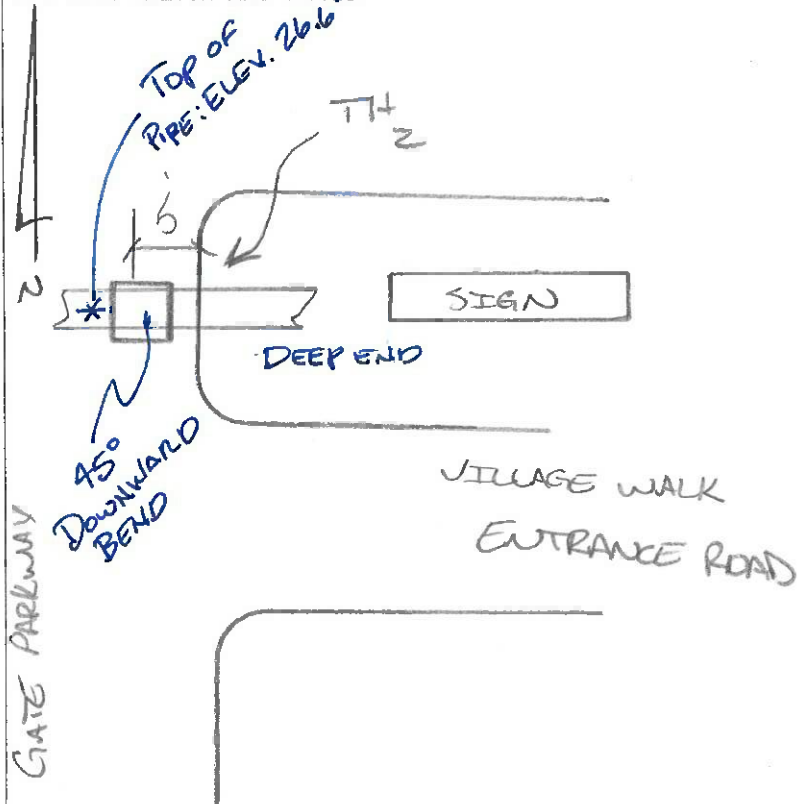 TOP OF
PIPE: ELEV. 26.6
TH
2
5'
N
SIGN
DEEP END
45°
DOWNWARD
BEND
VILLAGE WALK
ENTRANCE ROAD
GATE PARKWAY